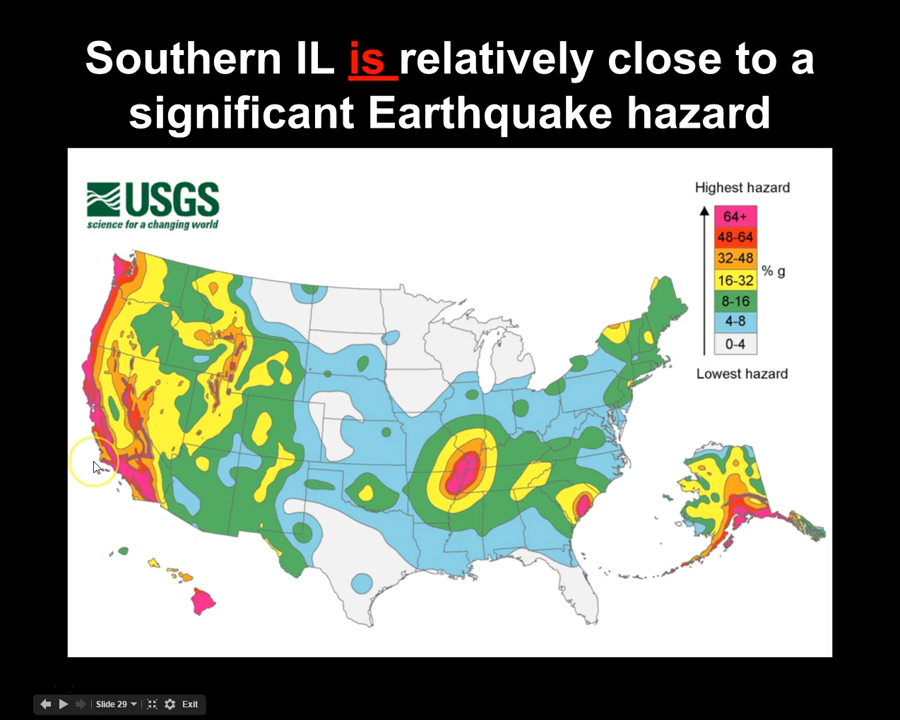 Southern IL is relatively close to a
significant Earthquake hazard
USGS
science for a changing world
Highest hazard
64+
48-64
32-48
16-32
8-16
4-8
0-4
% g
Lowest hazard
Slide 29
Exit